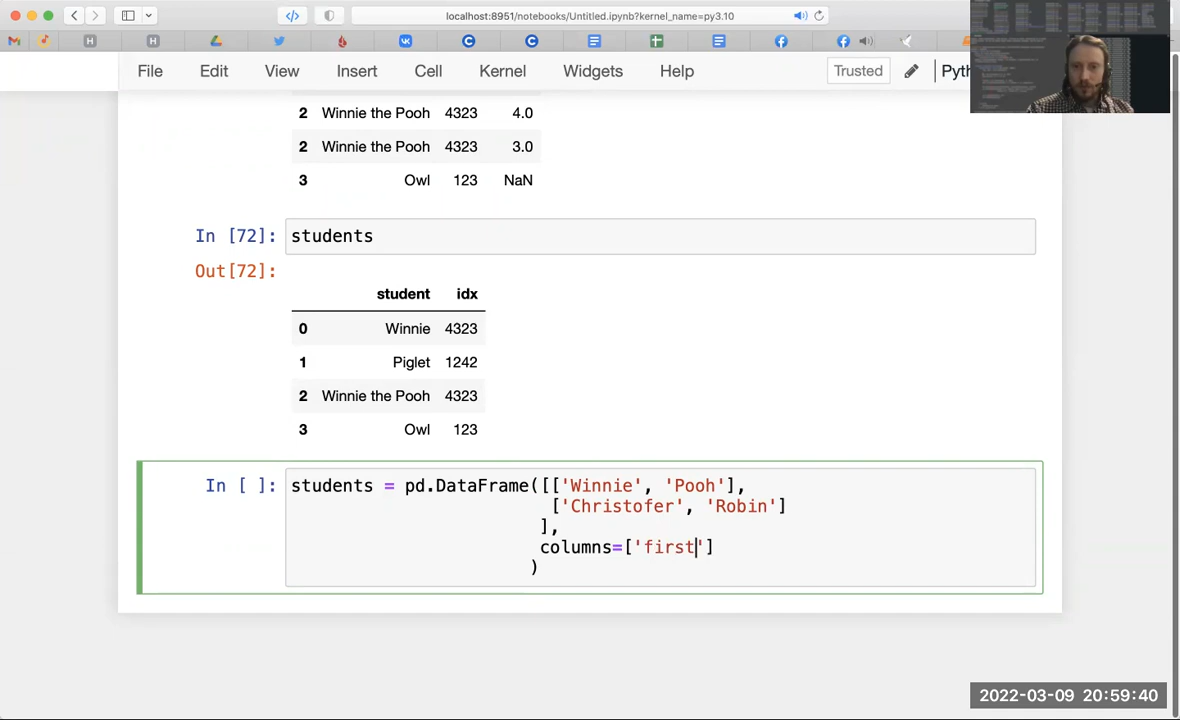 localhost:8951/notebooks/Untitled.ipynb?kernel_name=py3.10
File Edit View Insert Cell Kernel Widgets Help Trusted Pyth
2 Winnie the Pooh 4323 4.0
2 Winnie the Pooh 4323 3.0
3 Owl 123 NaN
In [72]: students
Out[72]:
student idx
0 Winnie 4323
1 Piglet 1242
2 Winnie the Pooh 4323
3 Owl 123
In [ ]: students = pd.DataFrame([['Winnie', 'Pooh'],
['Christofer', 'Robin']
],
columns=['first']
)
2022-03-09 20:59:40